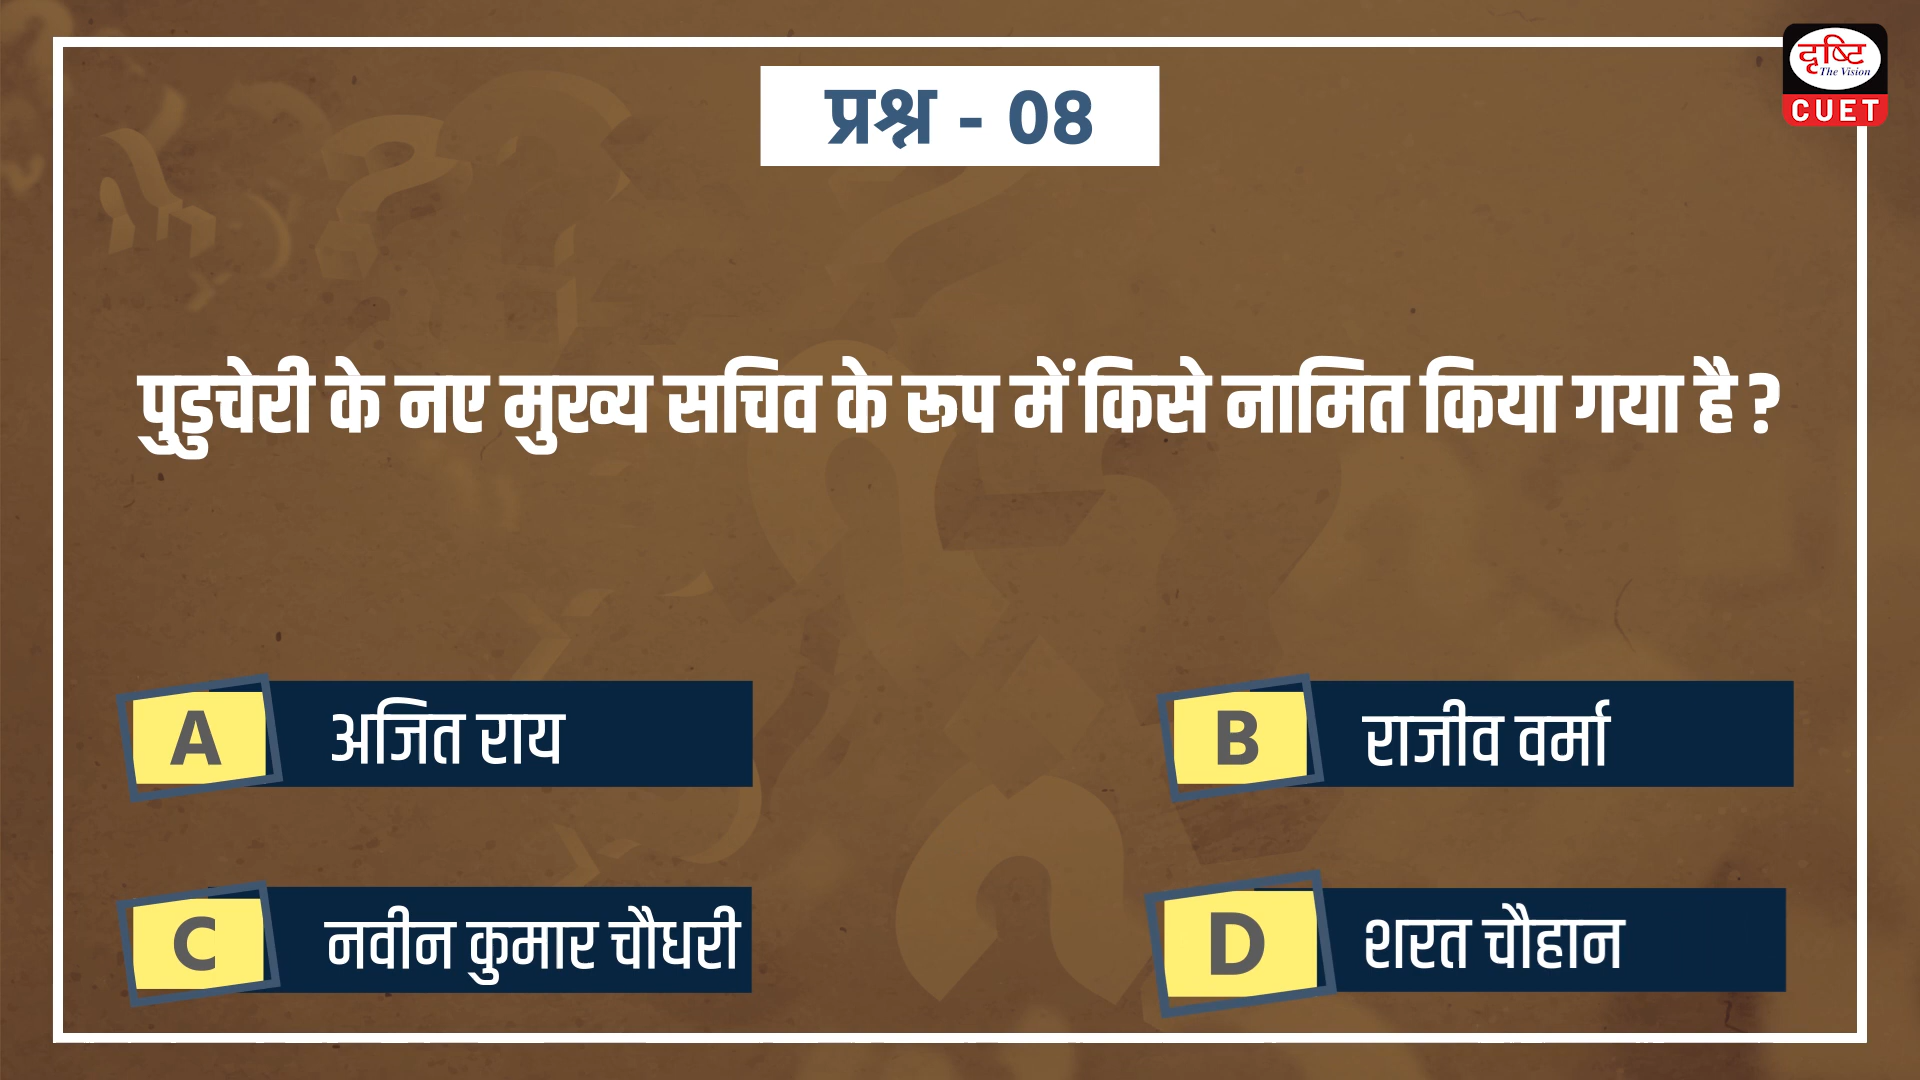 दृष्टि
The Vision
CUET
प्रश्न - 08
पुडुचेरी के नए मुख्य सचिव के रूप में किसे नामित किया गया है ?
A अजित राय
B राजीव वर्मा
C नवीन कुमार चौधरी
D शरत चौहान